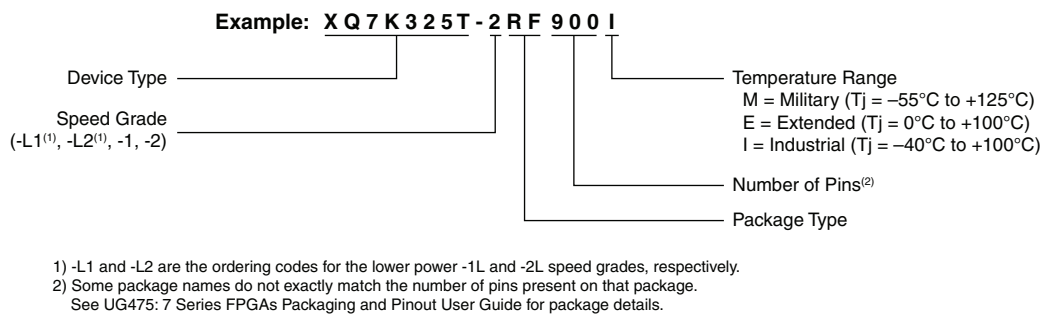 Example: XQ7K325T-2RF900I
Device Type
Temperature Range
M = Military (Tj = –55°C to +125°C)
E = Extended (Tj = 0°C to +100°C)
I = Industrial (Tj = –40°C to +100°C)
Speed Grade
(-L1(1), -L2(1), -1, -2)
Number of Pins(2)
Package Type
1) -L1 and -L2 are the ordering codes for the lower power -1L and -2L speed grades, respectively.
2) Some package names do not exactly match the number of pins present on that package.
See UG475: 7 Series FPGAs Packaging and Pinout User Guide for package details.